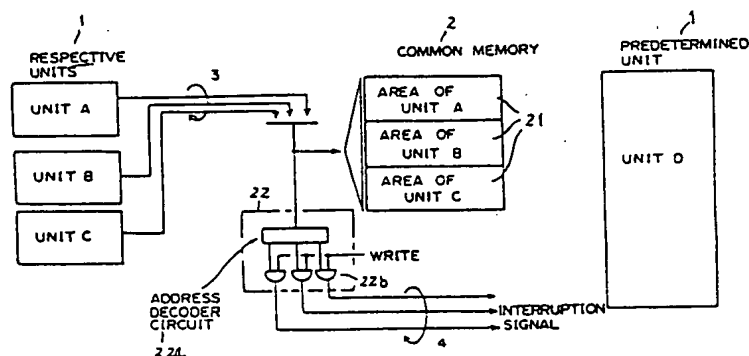 1
RESPECTIVE
UNITS
UNIT A
UNIT B
UNIT C
3
2
COMMON MEMORY
AREA OF
UNIT A
AREA OF
UNIT B
AREA OF
UNIT C
21
1
PREDETERMINED
UNIT
UNIT D
22
WRITE
22b
ADDRESS
DECODER
CIRCUIT
22a
INTERRUPTION
SIGNAL
4